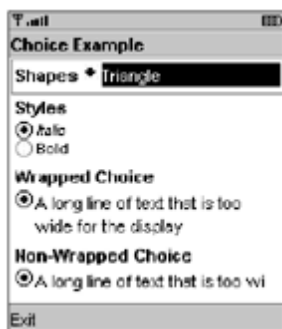 Choice Example
Shapes Triangle
Styles
Italic
Bold
Wrapped Choice
A long line of text that is too
wide for the display
Non-Wrapped Choice
A long line of text that is too wi
Exit